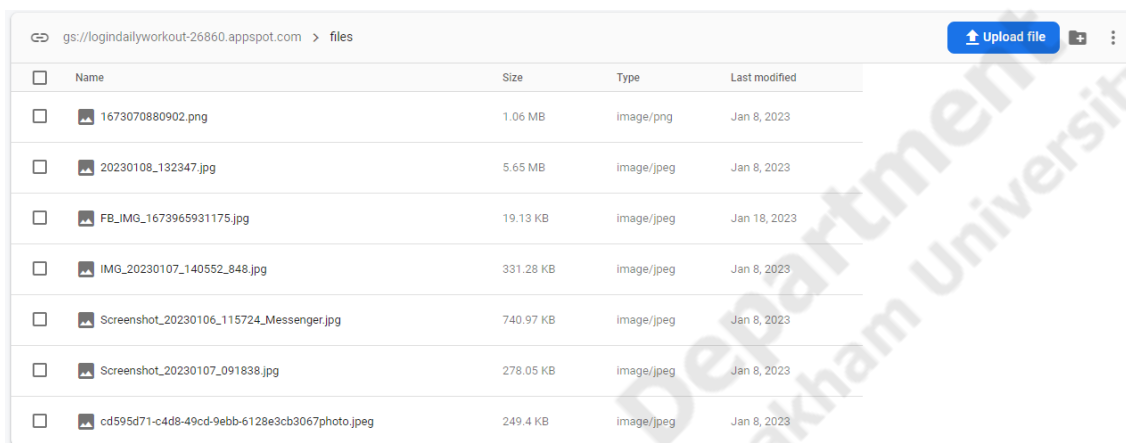 gs://logindailyworkout-26860.appspot.com > files
Upload file
Name Size Type Last modified
1673070880902.png 1.06 MB image/png Jan 8, 2023
20230108_132347.jpg 5.65 MB image/jpeg Jan 8, 2023
FB_IMG_1673965931175.jpg 19.13 KB image/jpeg Jan 18, 2023
IMG_20230107_140552_848.jpg 331.28 KB image/jpeg Jan 8, 2023
Screenshot_20230106_115724_Messenger.jpg 740.97 KB image/jpeg Jan 8, 2023
Screenshot_20230107_091838.jpg 278.05 KB image/jpeg Jan 8, 2023
cd595d71-c4d8-49cd-9ebb-6128e3cb3067photo.jpeg 249.4 KB image/jpeg Jan 8, 2023
Department